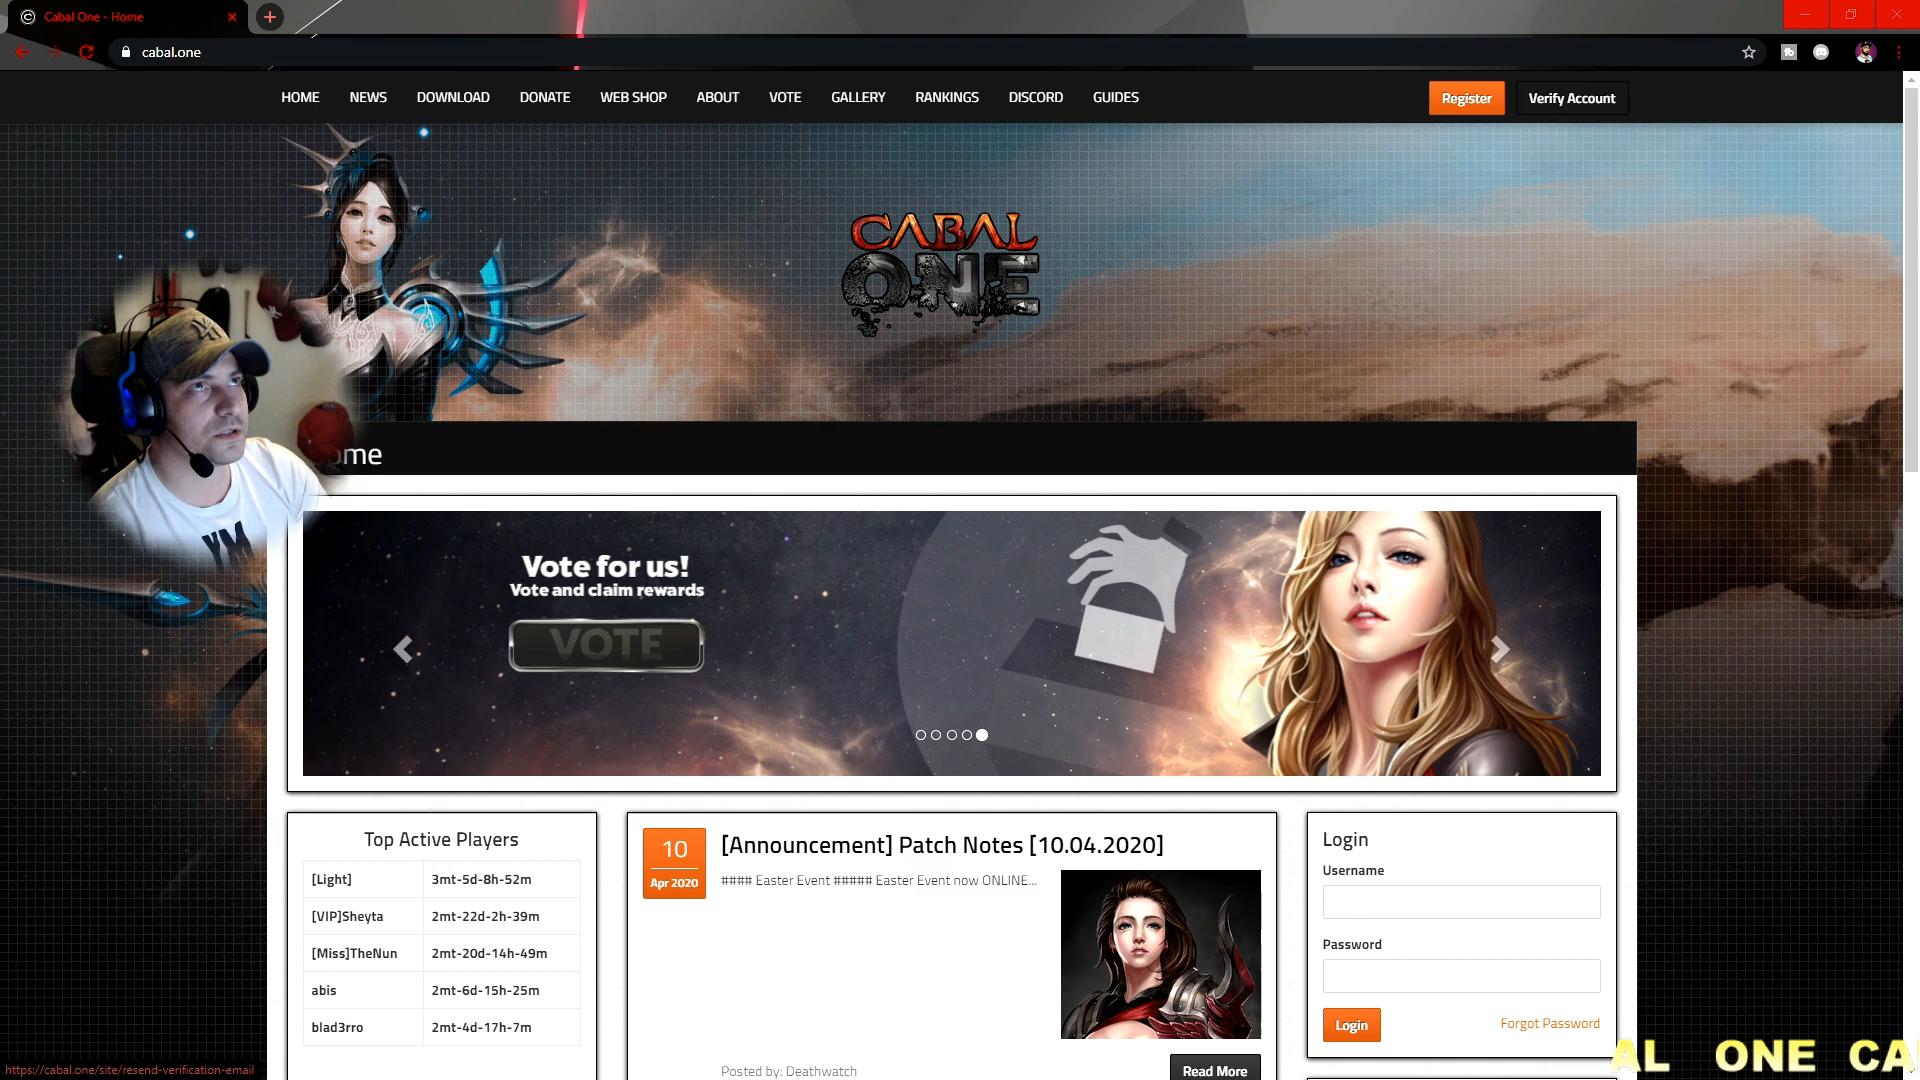 Cabal One - Home
cabal.one
HOME NEWS DOWNLOAD DONATE WEB SHOP ABOUT VOTE GALLERY RANKINGS DISCORD GUIDES
Register Verify Account
CABAL
ONE
ome
Vote for us!
Vote and claim rewards
VOTE
YM
Top Active Players
[Light] 3mt-5d-8h-52m
[VIP]Sheyta 2mt-22d-2h-39m
[Miss]TheNun 2mt-20d-14h-49m
abis 2mt-6d-15h-25m
blad3rro 2mt-4d-17h-7m
10
Apr 2020
[Announcement] Patch Notes [10.04.2020]
#### Easter Event ##### Easter Event now ONLINE...
Posted by: Deathwatch
Read More
Login
Username
Password
Login Forgot Password
AL ONE CA
https://cabal.one/site/resend-verification-email